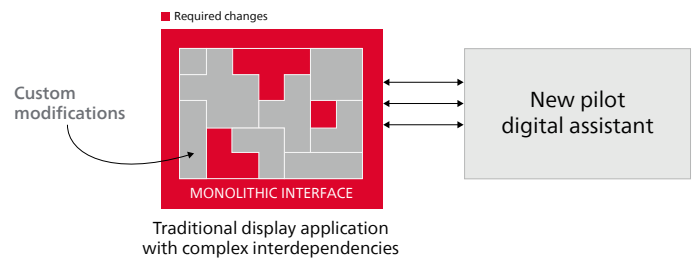 Required changes
Custom
modifications
MONOLITHIC INTERFACE
Traditional display application
with complex interdependencies
New pilot
digital assistant